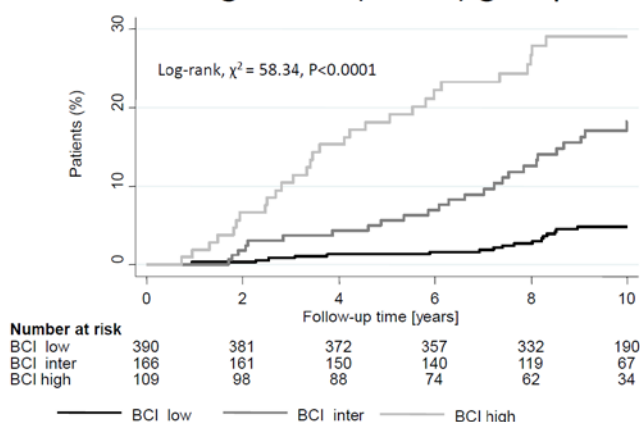 30
Log-rank, χ² = 58.34, P<0.0001
20
Patients (%)
10
0
0 2 4 6 8 10
Follow-up time [years]
Number at risk
BCI low 390 381 372 357 332 190
BCI inter 166 161 150 140 119 67
BCI high 109 98 88 74 62 34
BCI low BCI inter BCI high